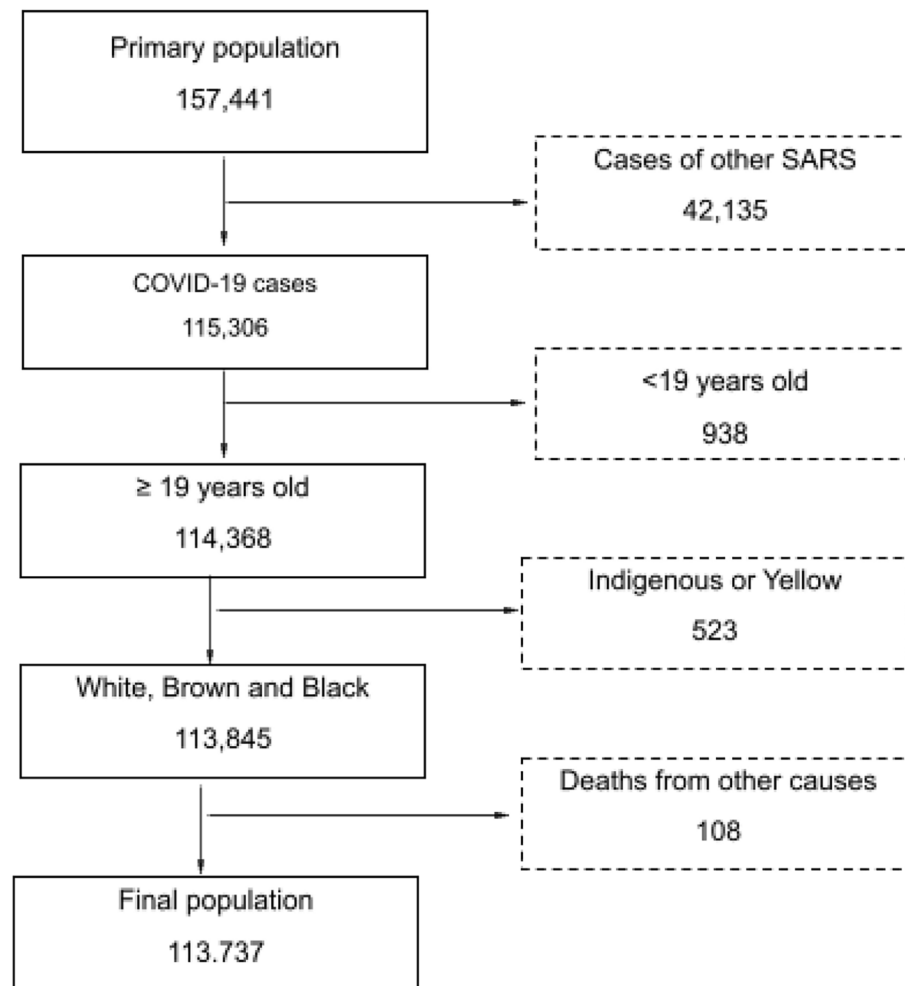 Primary population
157,441
Cases of other SARS
42,135
COVID-19 cases
115,306
<19 years old
938
≥ 19 years old
114,368
Indigenous or Yellow
523
White, Brown and Black
113,845
Deaths from other causes
108
Final population
113.737